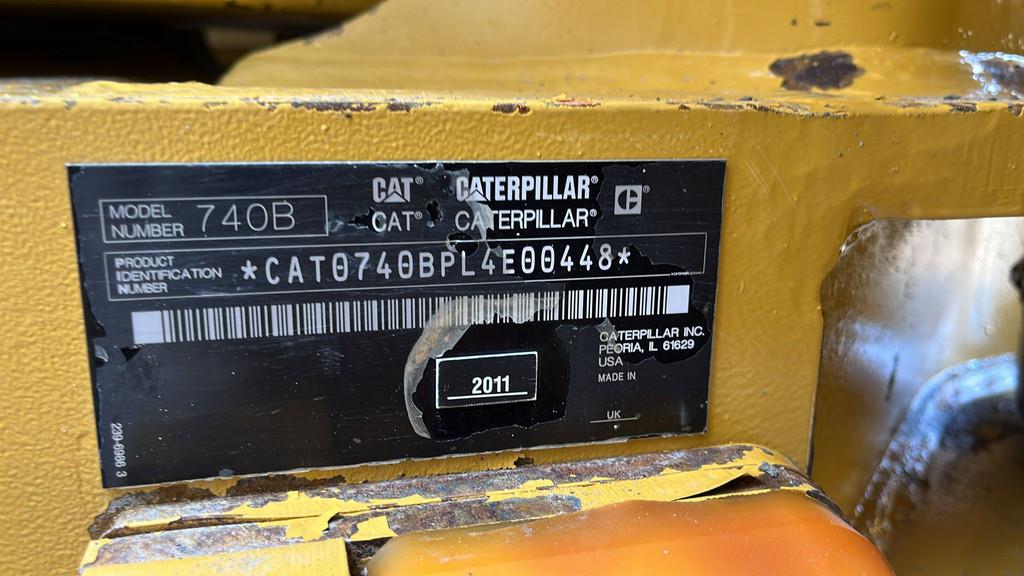 CAT® CATERPILLAR® C®
CAT® CATERPILLAR®
MODEL NUMBER 740B
PRODUCT IDENTIFICATION NUMBER *CAT0740BPL4E00448*
CATERPILLAR INC.
PEORIA, IL 61629
USA
MADE IN
UK
2011
239-6966 3